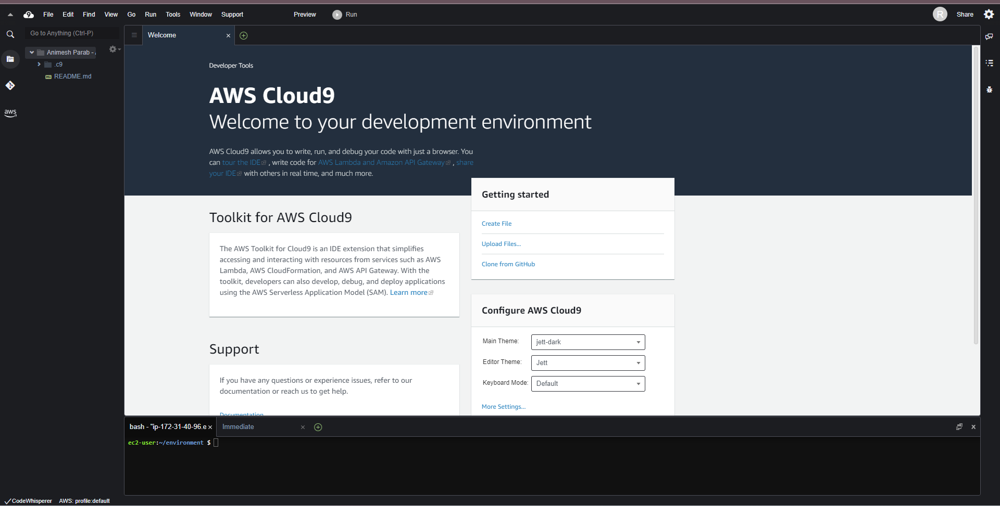 File Edit Find View Go Run Tools Window Support Preview Run R Share
Go to Anything (Ctrl-P)
Welcome
Animesh Parab -
.c9
README.md
aws
Developer Tools
AWS Cloud9
Welcome to your development environment
AWS Cloud9 allows you to write, run, and debug your code with just a browser. You
can tour the IDE , write code for AWS Lambda and Amazon API Gateway , share
your IDE with others in real time, and much more.
Getting started
Create File
Upload Files...
Clone from GitHub
Toolkit for AWS Cloud9
The AWS Toolkit for Cloud9 is an IDE extension that simplifies
accessing and interacting with resources from services such as AWS
Lambda, AWS CloudFormation, and AWS API Gateway. With the
toolkit, developers can also develop, debug, and deploy applications
using the AWS Serverless Application Model (SAM). Learn more
Configure AWS Cloud9
Main Theme: jett-dark
Editor Theme: Jett
Keyboard Mode: Default
More Settings...
Support
If you have any questions or experience issues, refer to our
documentation or reach us to get help.
Documentation
bash - "ip-172-31-40-96.e Immediate
ec2-user:~/environment $
CodeWhisperer AWS: profile:default